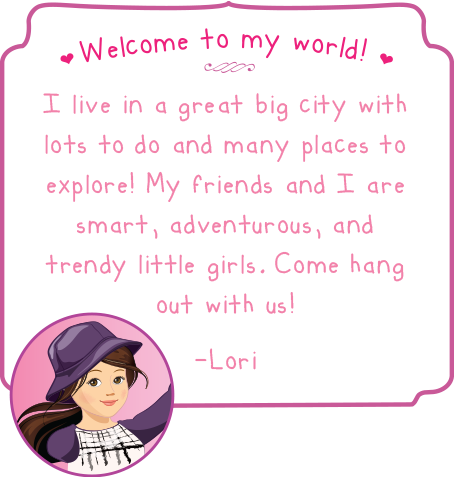 Welcome to my world!
I live in a great big city with
lots to do and many places to
explore! My friends and I are
smart, adventurous, and
trendy little girls. Come hang
out with us!
-Lori